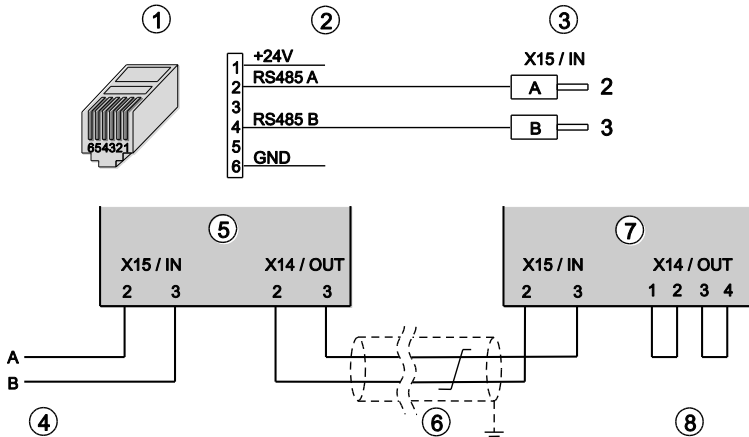 1 2 3
+24V
X15 / IN
1
2 RS485 A A 2
3
4 RS485 B B 3
5
6 GND
654321
5 7
X15 / IN X14 / OUT X15 / IN X14 / OUT
2 3 2 3 2 3 1 2 3 4
A
B
4 6 8